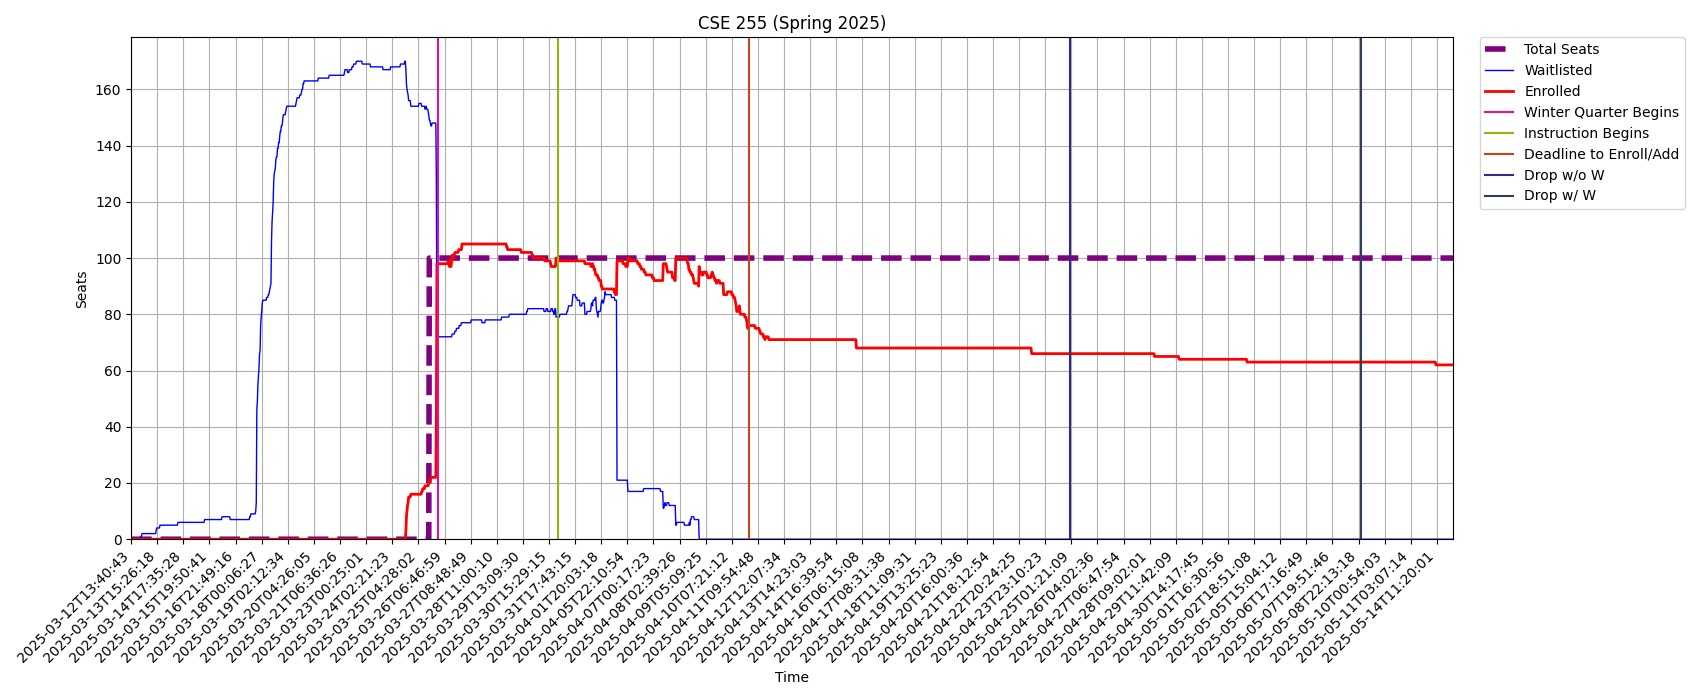 CSE 255 (Spring 2025)
Total Seats
Waitlisted
Enrolled
Winter Quarter Begins
Instruction Begins
Deadline to Enroll/Add
Drop w/o W
Drop w/ W
Seats
160
140
120
100
80
60
40
20
0
2025-03-12T13:40:43
2025-03-13T15:26:18
2025-03-14T17:35:28
2025-03-15T19:50:41
2025-03-16T21:49:16
2025-03-18T00:06:27
2025-03-19T02:12:34
2025-03-20T04:26:05
2025-03-21T06:36:26
2025-03-23T00:25:01
2025-03-24T02:21:23
2025-03-25T04:28:02
2025-03-26T06:46:59
2025-03-27T08:48:49
2025-03-28T11:00:10
2025-03-29T13:09:30
2025-03-30T15:29:15
2025-03-31T17:43:15
2025-04-01T20:03:18
2025-04-05T22:10:54
2025-04-07T00:17:23
2025-04-08T02:39:26
2025-04-09T05:09:25
2025-04-10T07:21:12
2025-04-11T09:54:48
2025-04-12T12:07:34
2025-04-13T14:23:03
2025-04-14T16:39:54
2025-04-16T06:15:09
2025-04-17T08:31:38
2025-04-18T11:09:31
2025-04-19T13:25:23
2025-04-20T16:00:36
2025-04-21T18:12:54
2025-04-22T20:24:25
2025-04-23T23:10:23
2025-04-25T01:21:09
2025-04-26T04:02:36
2025-04-27T06:47:54
2025-04-28T09:02:01
2025-04-29T11:42:09
2025-04-30T14:17:45
2025-05-01T16:30:56
2025-05-02T18:51:08
2025-05-05T15:04:12
2025-05-06T17:16:49
2025-05-07T19:51:46
2025-05-08T22:13:18
2025-05-10T00:54:03
2025-05-11T03:07:14
2025-05-14T11:20:01
Time